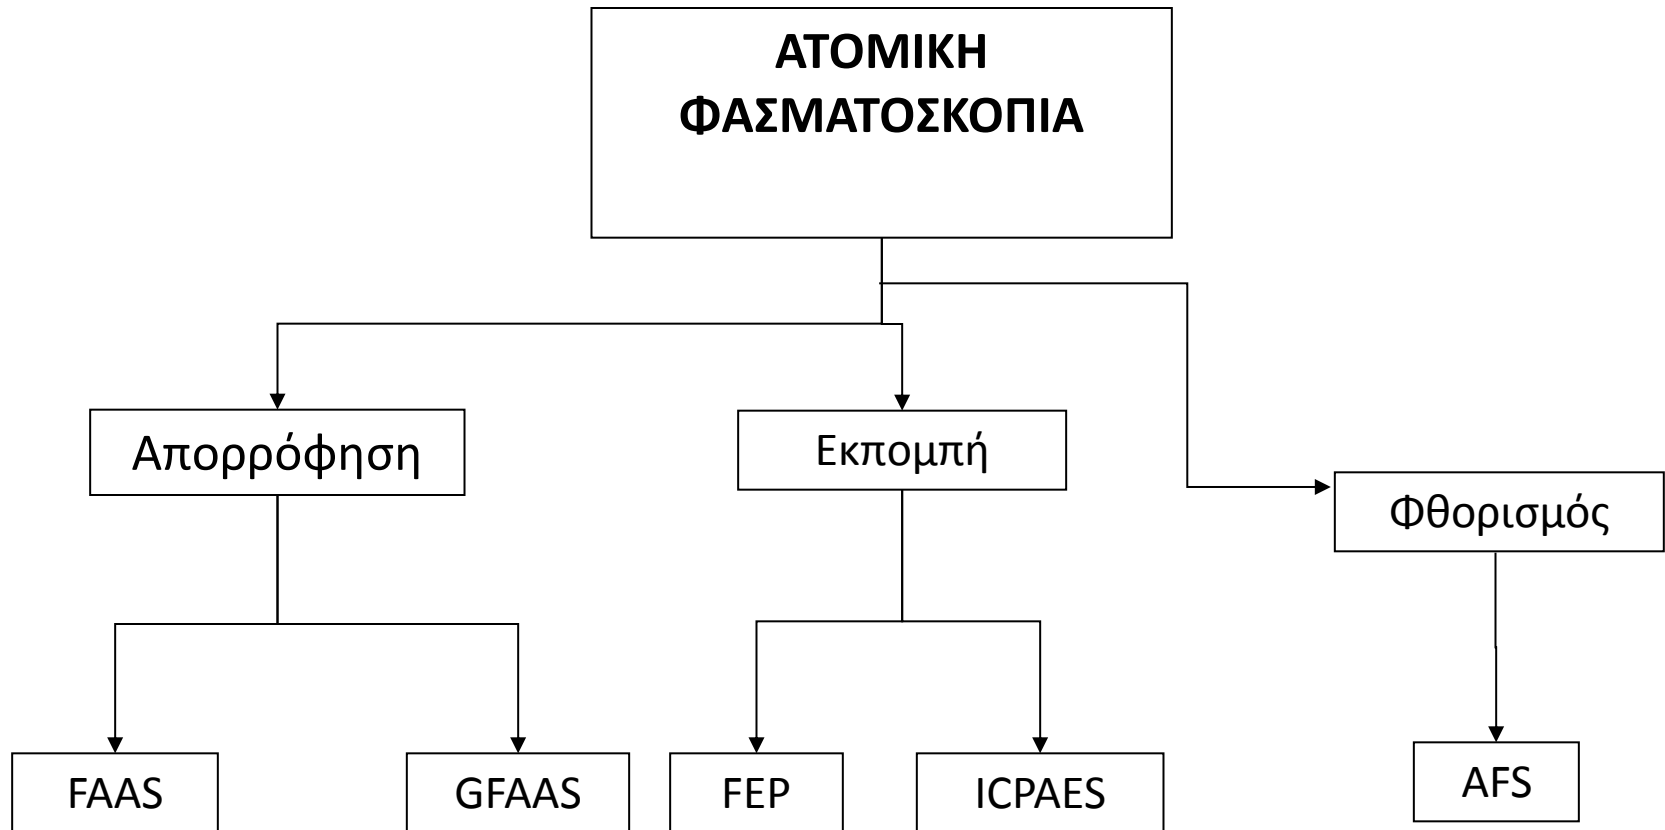 ΑΤΟΜΙΚΗ
ΦΑΣΜΑΤΟΣΚΟΠΙΑ
Απορρόφηση
Εκπομπή
Φθορισμός
FAAS
GFAAS
FEP
ICPAES
AFS